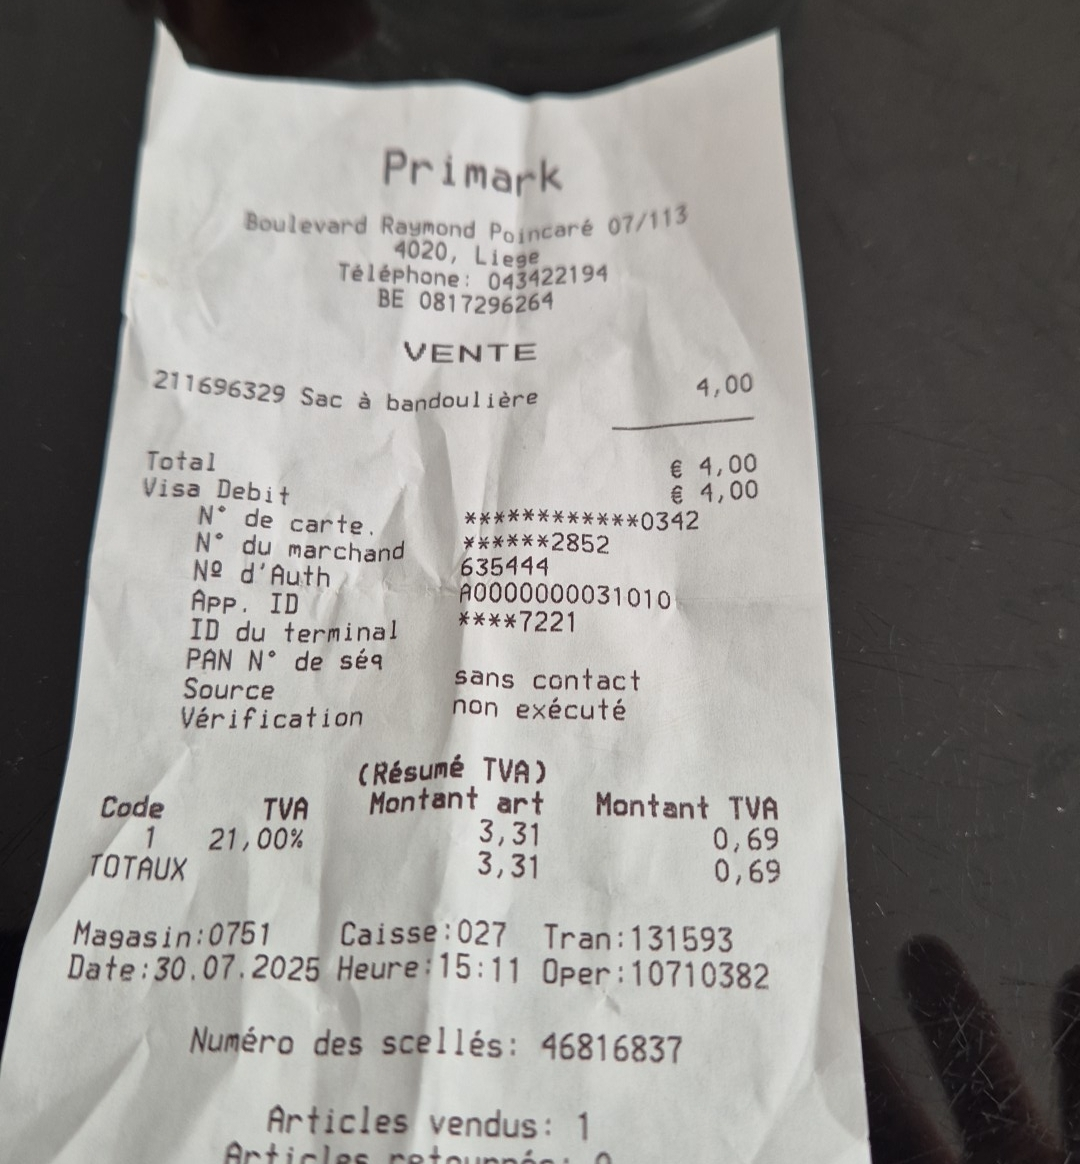 Primark
Boulevard Raymond Poincaré 07/113
4020, Liege
Téléphone: 043422194
BE 0817296264
VENTE
211696329 Sac à bandoulière 4,00
Total € 4,00
Visa Debit € 4,00
N° de carte. ************0342
N° du marchand ******2852
Nº d'Auth 635444
App. ID A0000000031010
ID du terminal ****7221
PAN N° de séq
Source sans contact
Vérification non exécuté
(Résumé TVA)
Code TVA Montant art Montant TVA
1 21,00% 3,31 0,69
TOTAUX 3,31 0,69
Magasin:0751 Caisse:027 Tran:131593
Date:30.07.2025 Heure:15:11 Oper:10710382
Numéro des scellés: 46816837
Articles vendus: 1
Articles retournés: 0